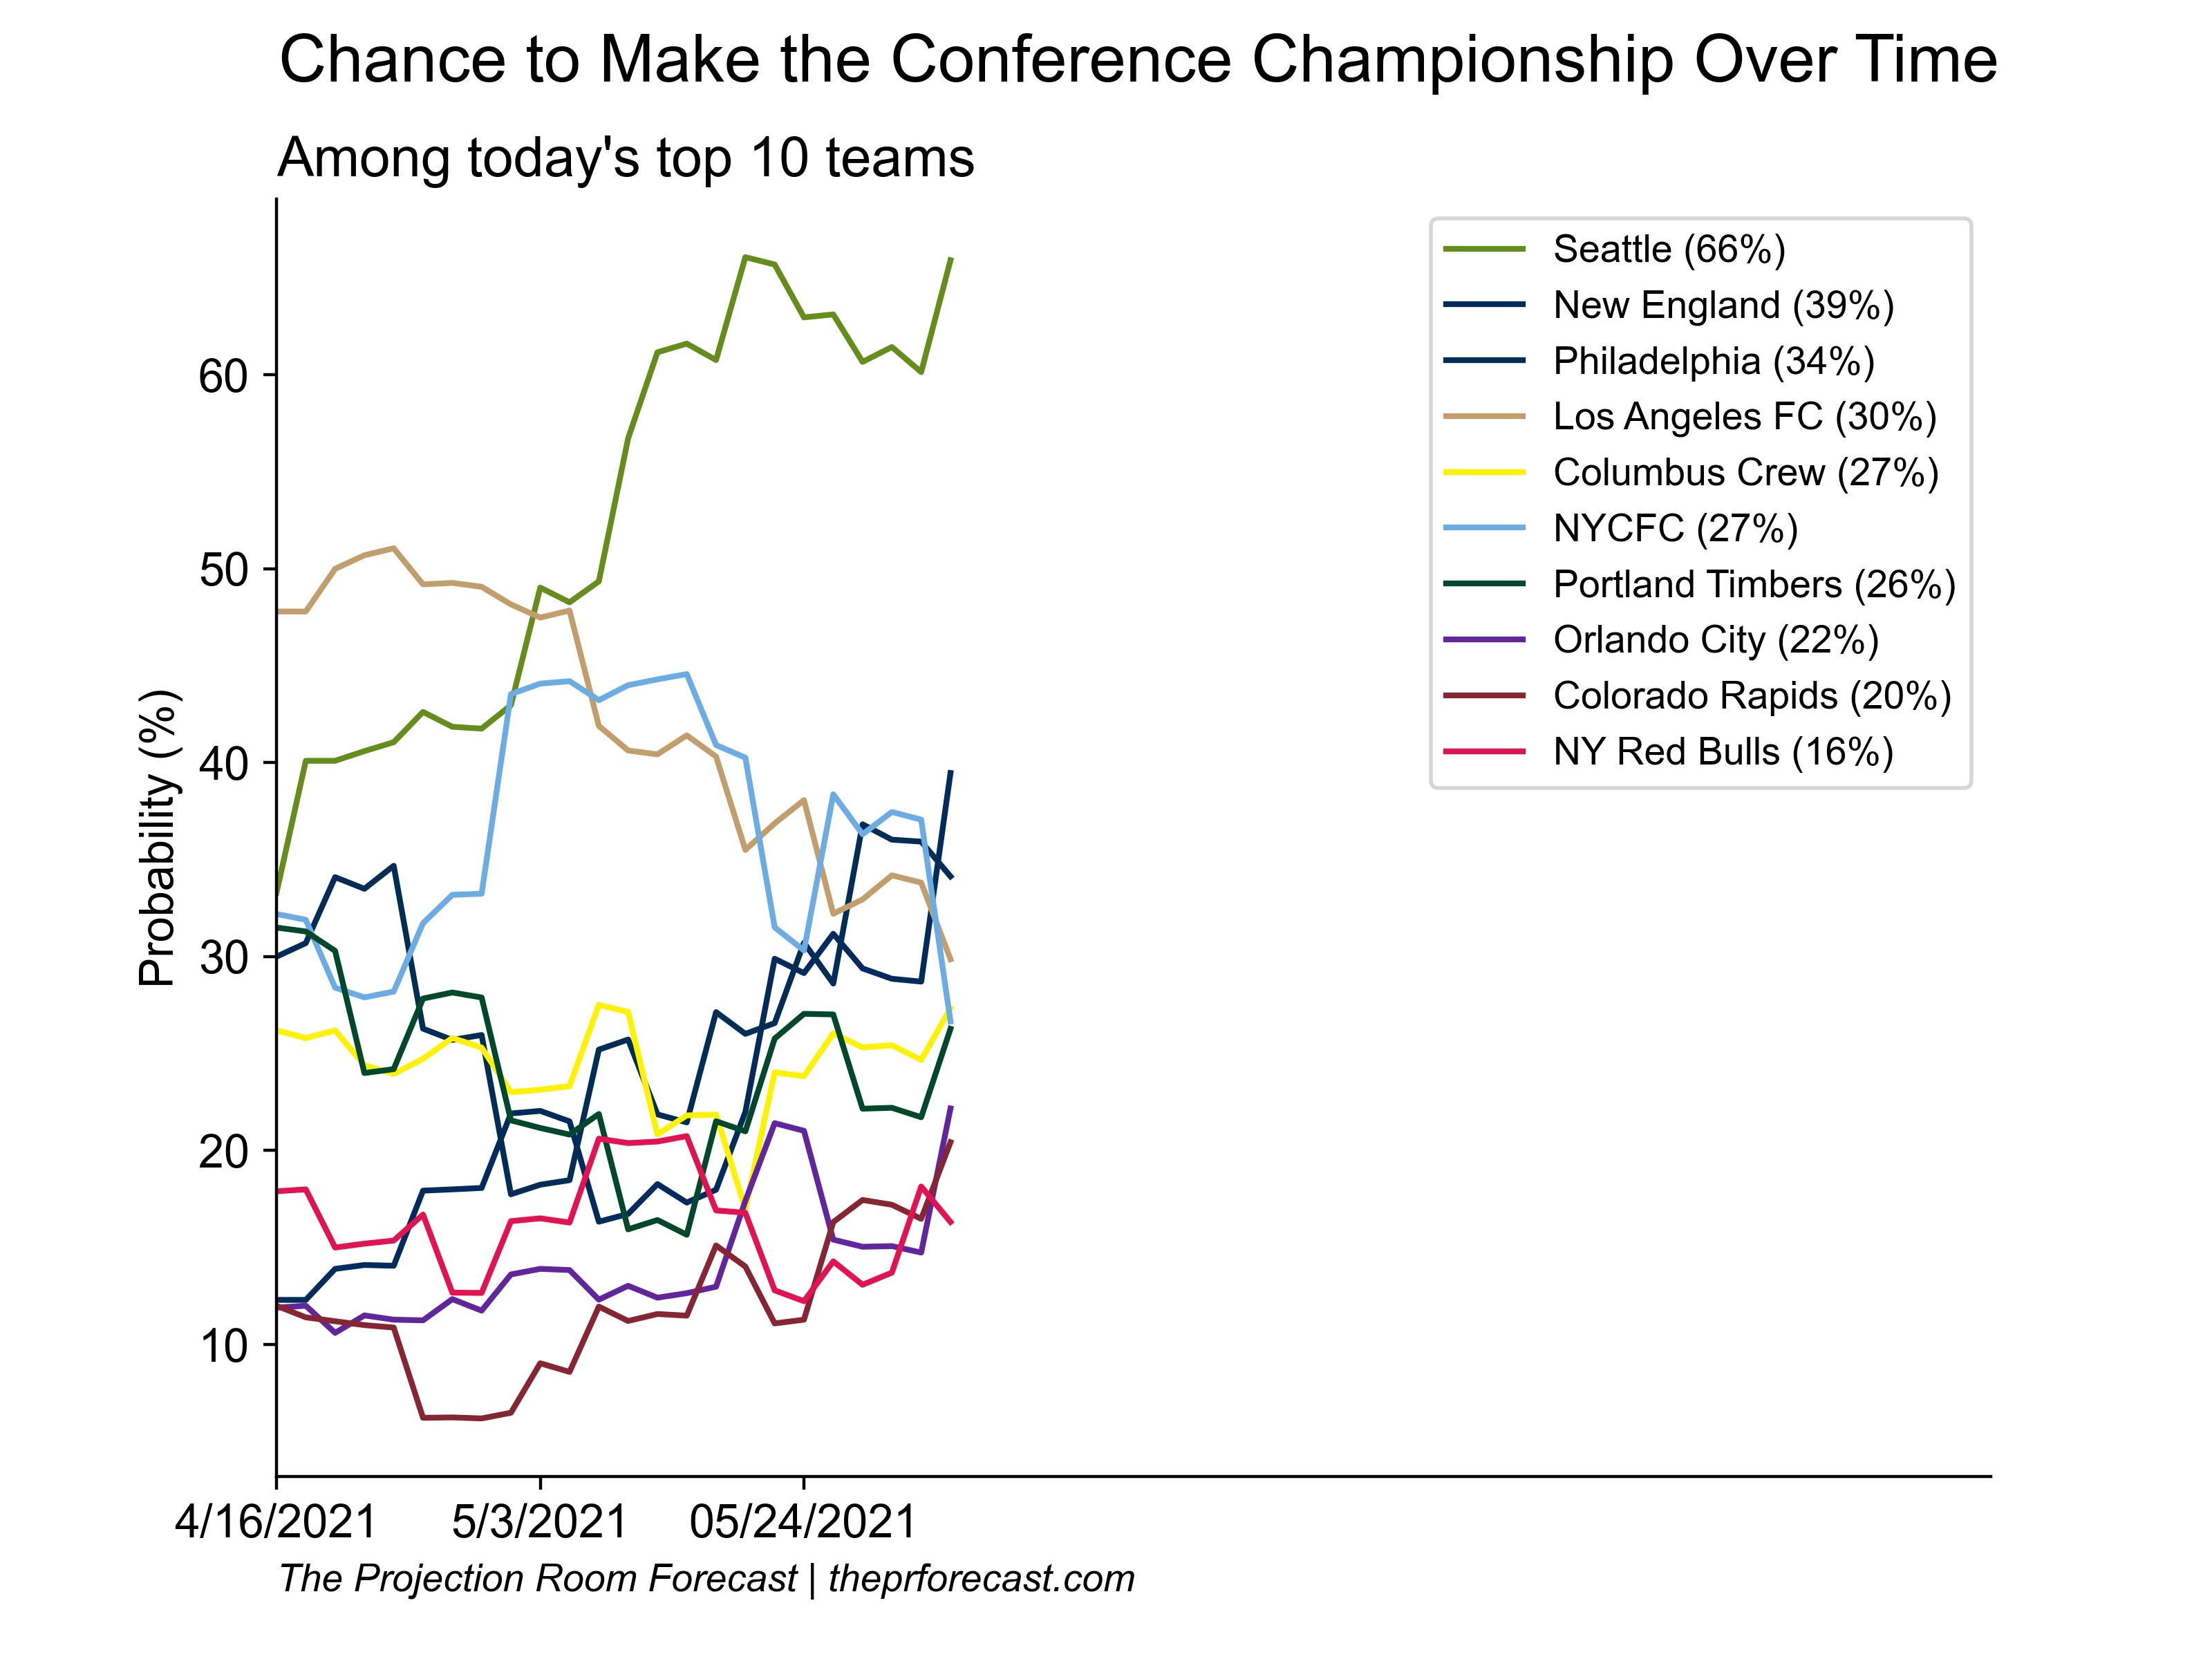 Chance to Make the Conference Championship Over Time
Among today's top 10 teams
Seattle (66%)
New England (39%)
Philadelphia (34%)
Los Angeles FC (30%)
Columbus Crew (27%)
NYCFC (27%)
Portland Timbers (26%)
Orlando City (22%)
Colorado Rapids (20%)
NY Red Bulls (16%)
Probability (%)
60
50
40
30
20
10
4/16/2021
5/3/2021
05/24/2021
The Projection Room Forecast | theprforecast.com